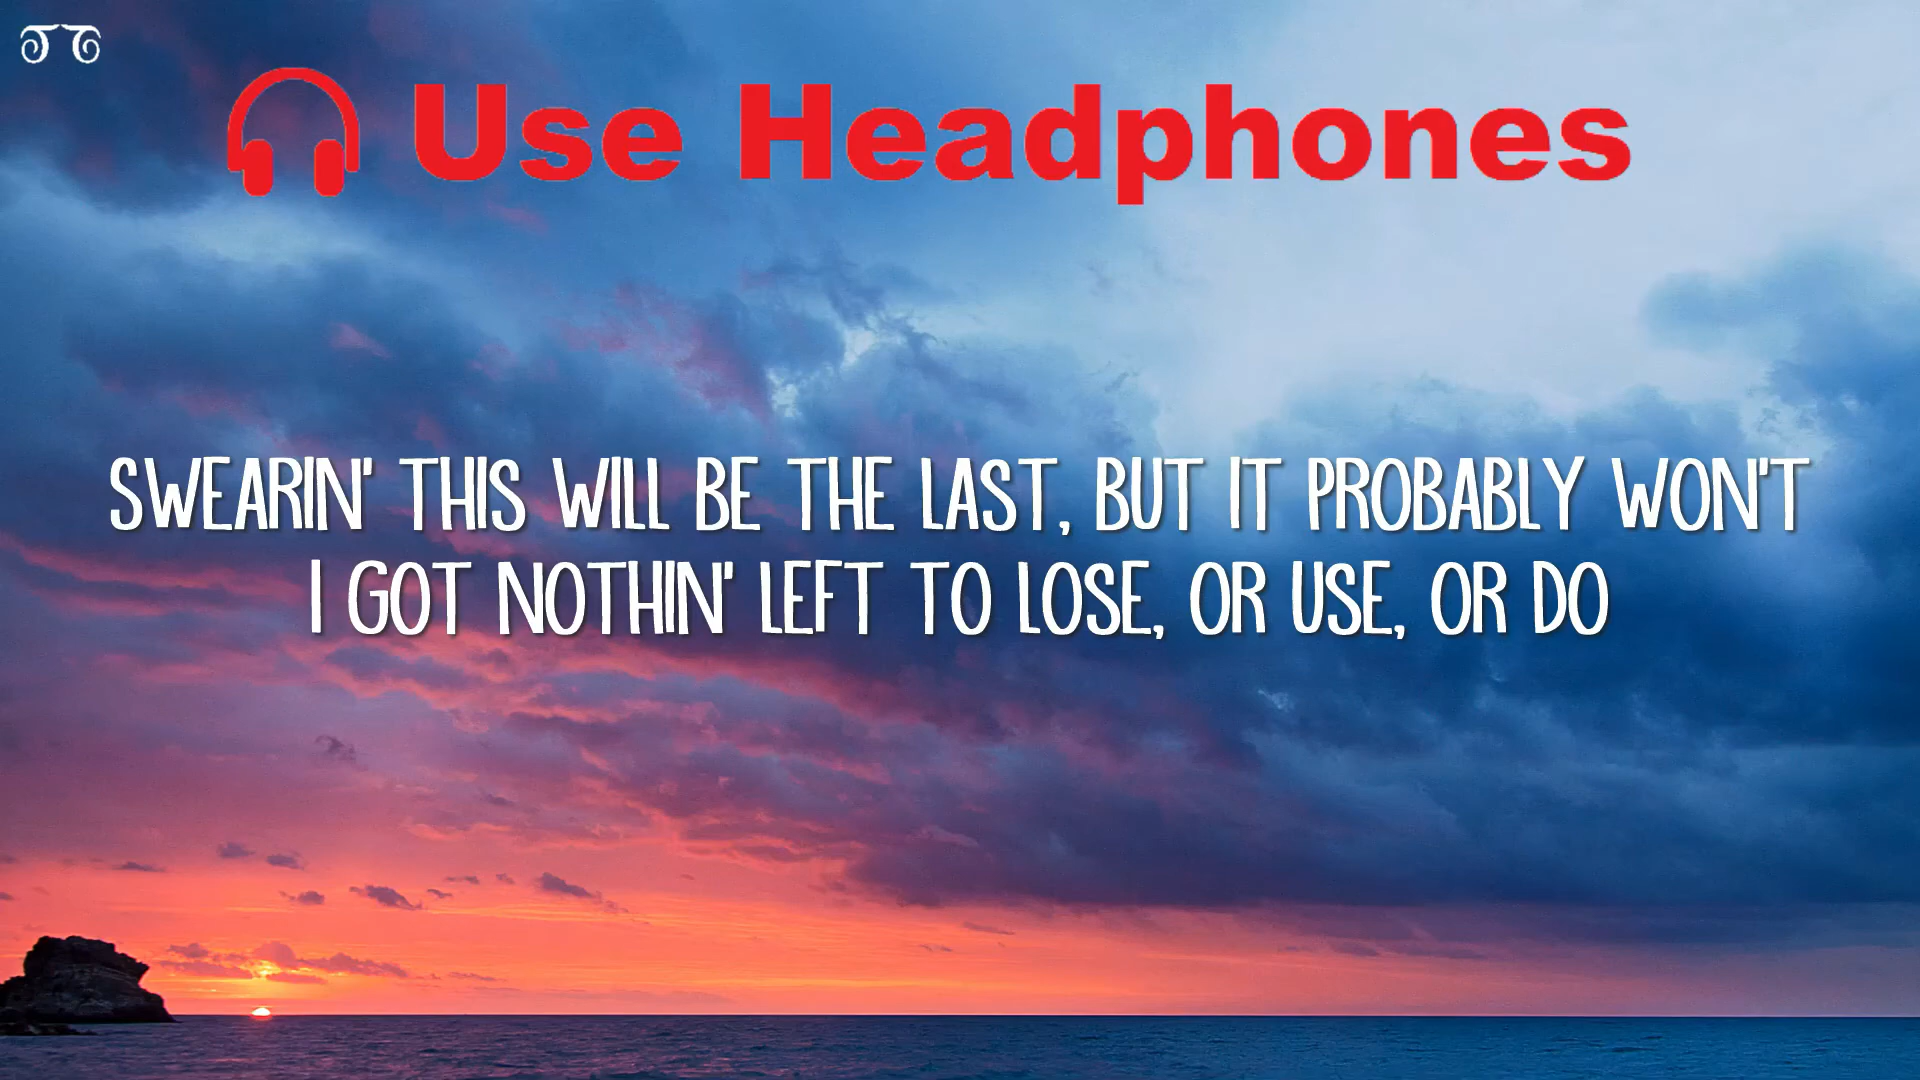 Use Headphones
SWEARIN' THIS WILL BE THE LAST, BUT IT PROBABLY WON'T
I GOT NOTHIN' LEFT TO LOSE, OR USE, OR DO